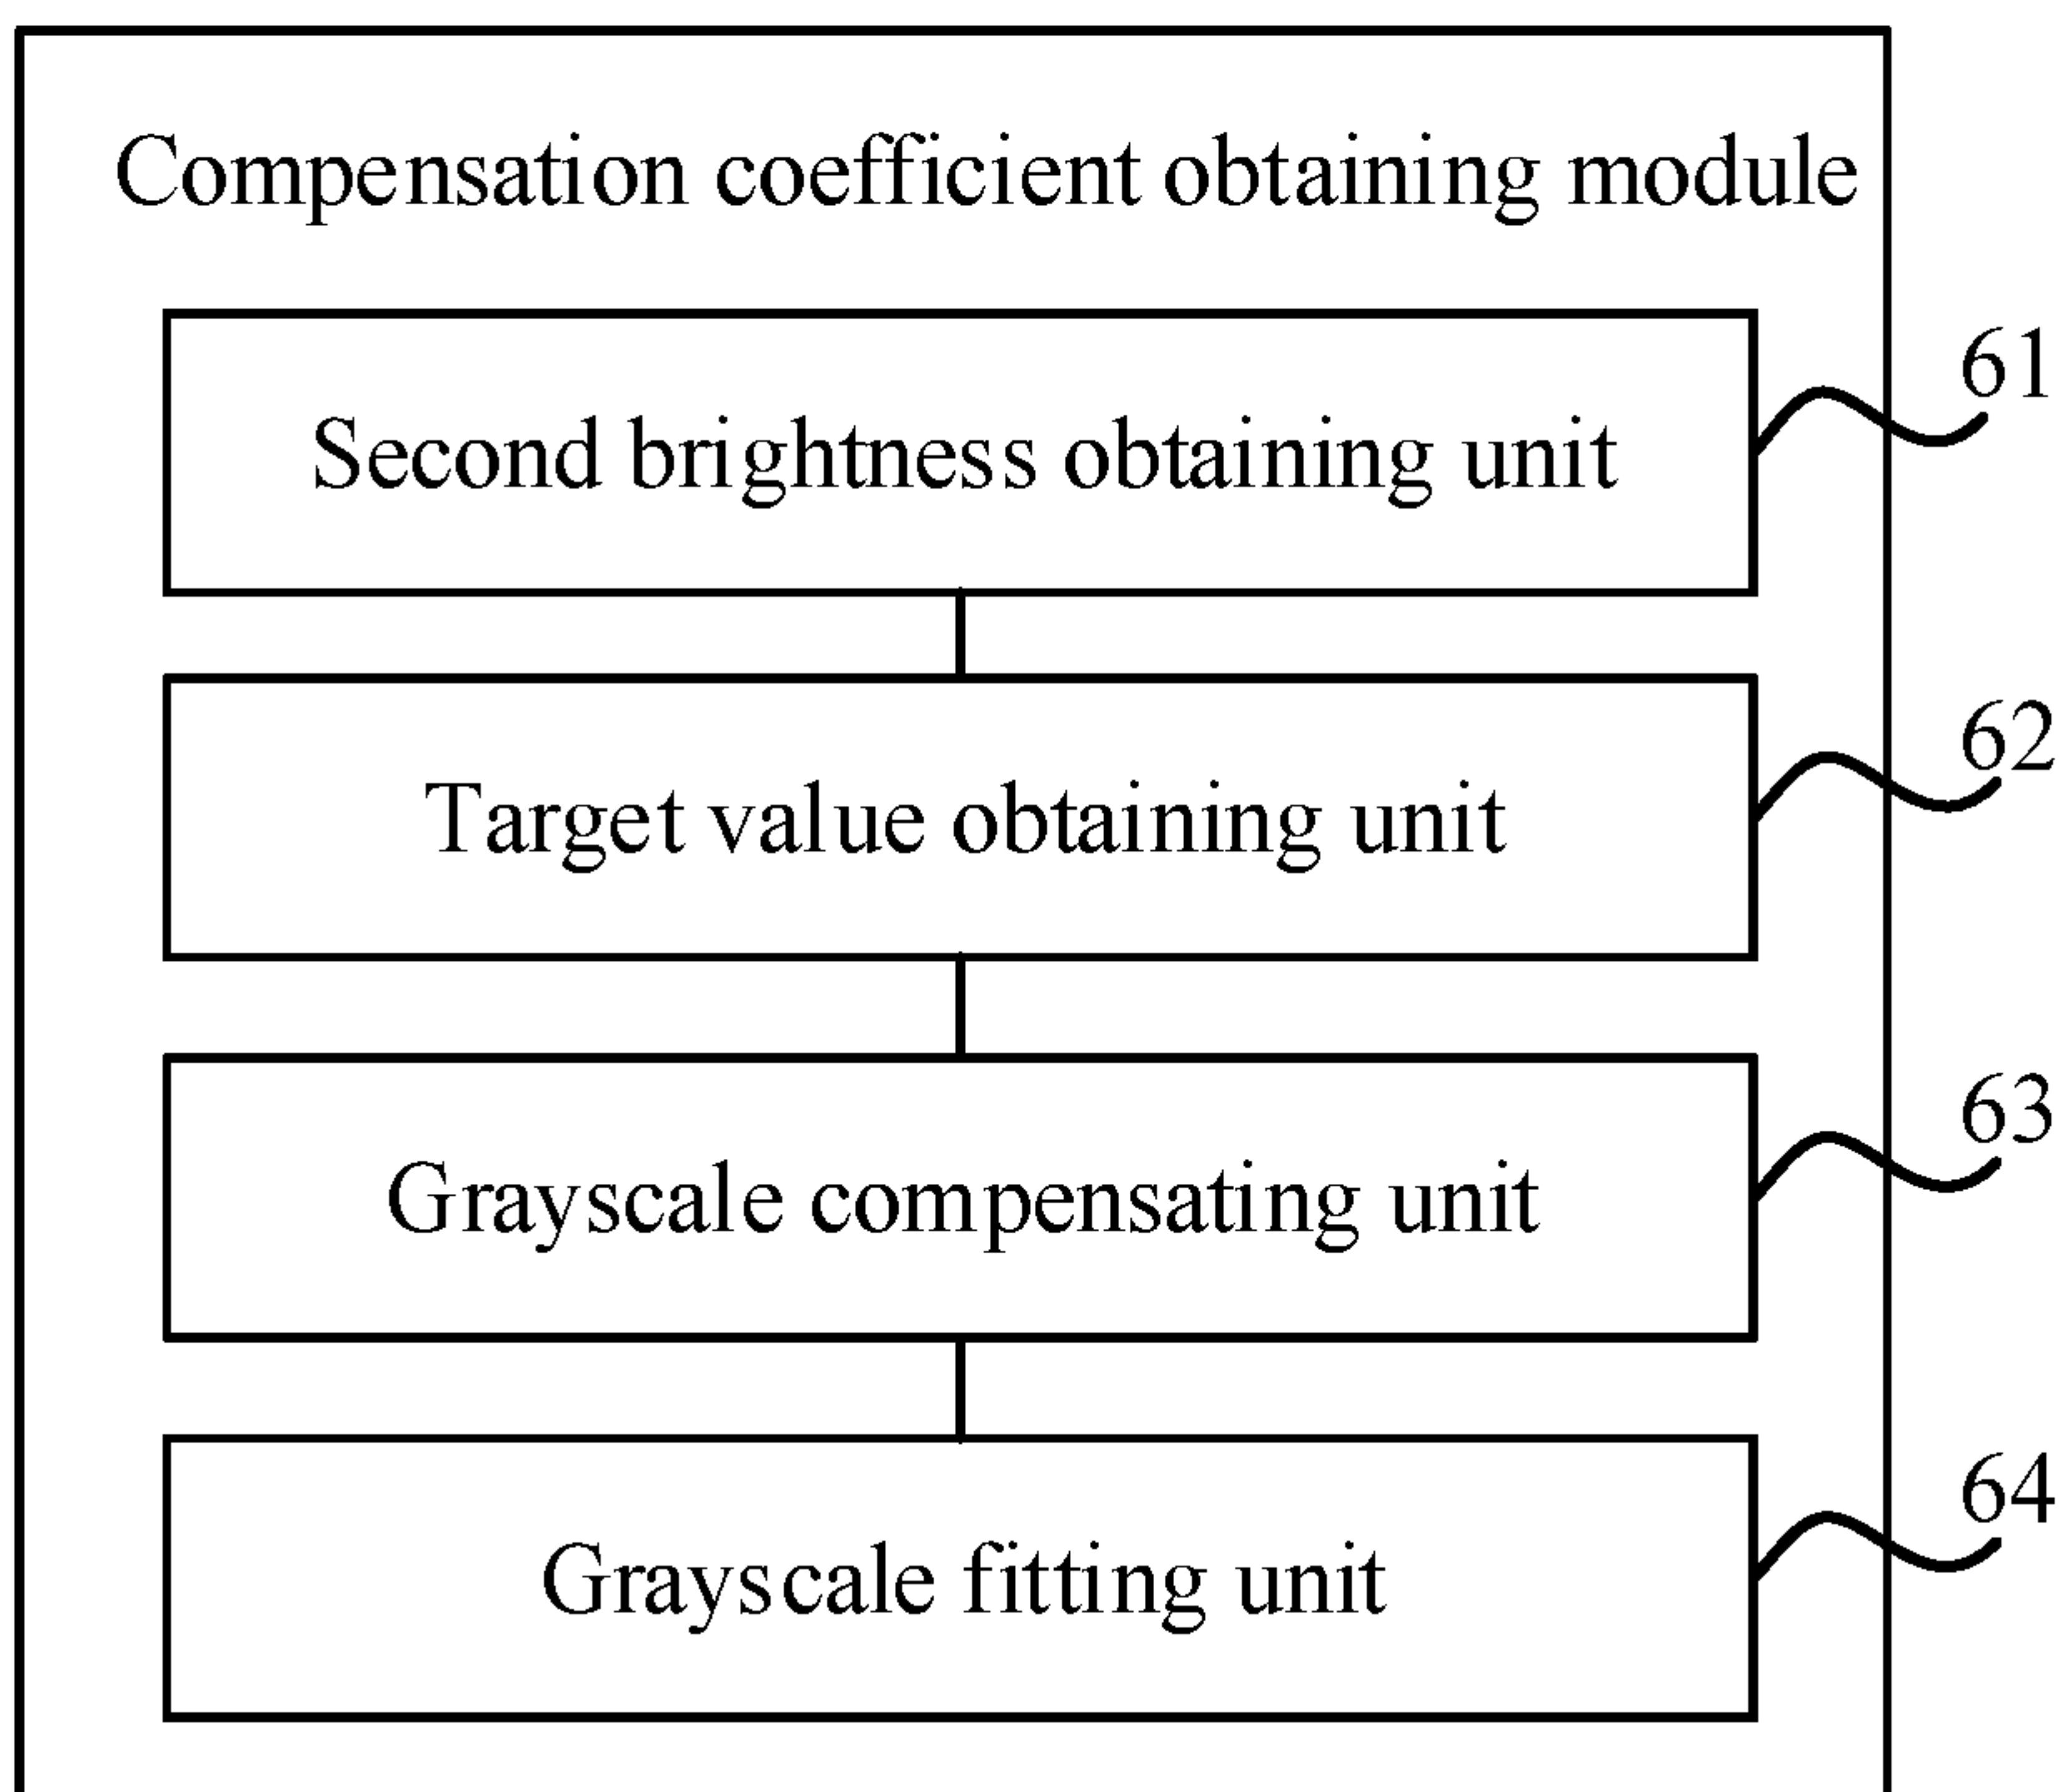 Compensation coefficient obtaining module
Second brightness obtaining unit
61
Target value obtaining unit
62
Grayscale compensating unit
63
Grayscale fitting unit
64